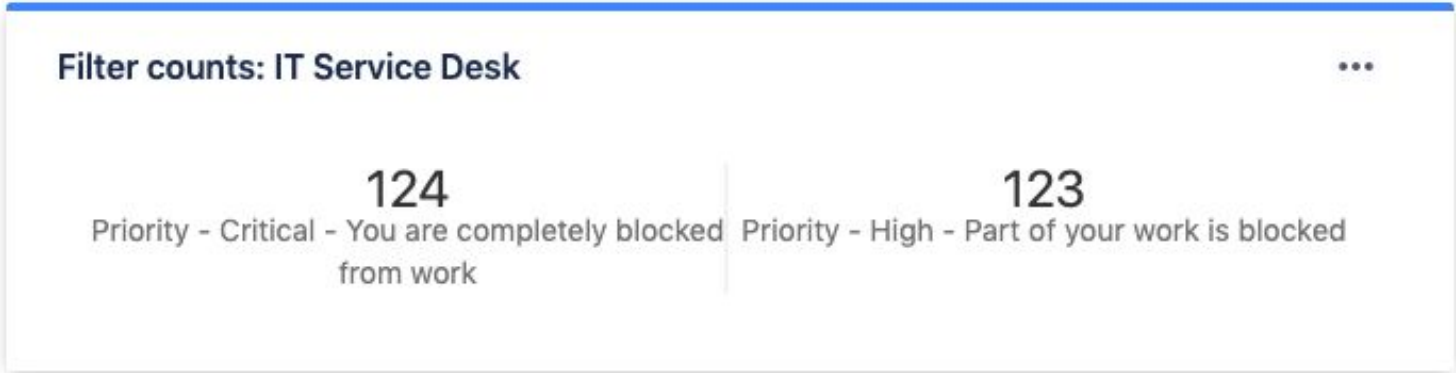 Filter counts: IT Service Desk
124
Priority - Critical - You are completely blocked
from work
123
Priority - High - Part of your work is blocked